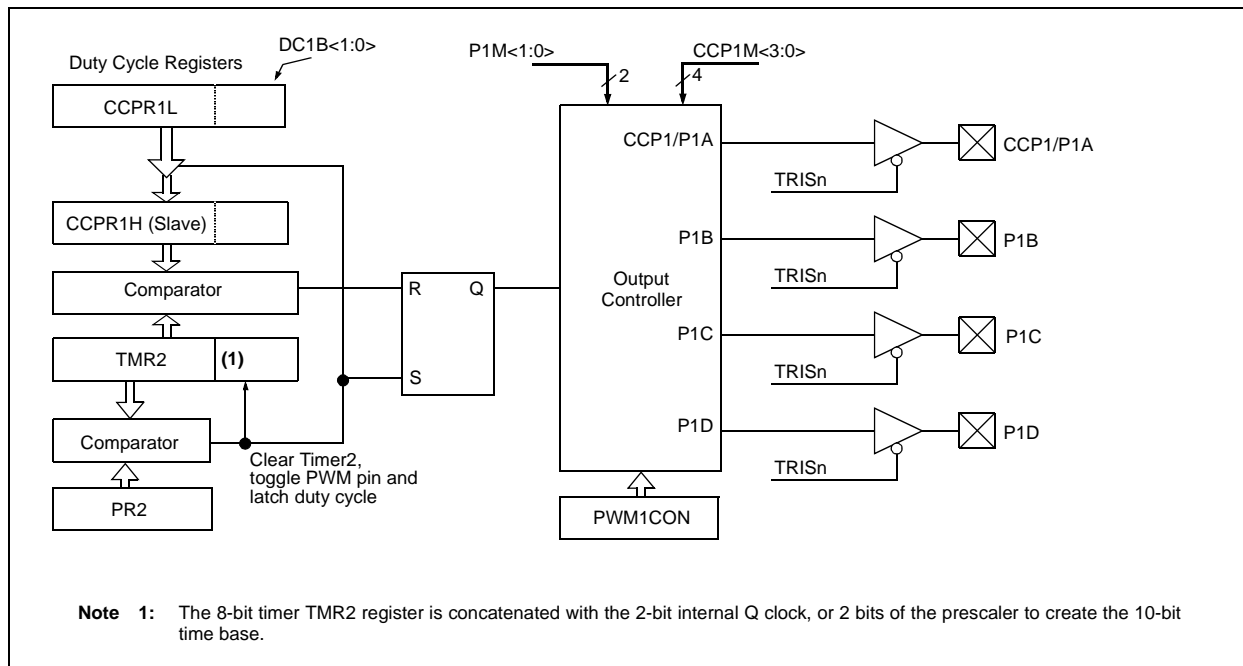 DC1B<1:0>
Duty Cycle Registers
CCPR1L
CCPR1H (Slave)
Comparator
TMR2
(1)
Comparator
PR2
Clear Timer2,
toggle PWM pin and
latch duty cycle
R
Q
S
P1M<1:0>
2
CCP1M<3:0>
4
Output
Controller
CCP1/P1A
P1B
P1C
P1D
PWM1CON
TRISn
CCP1/P1A
TRISn
P1B
TRISn
P1C
TRISn
P1D
Note 1: The 8-bit timer TMR2 register is concatenated with the 2-bit internal Q clock, or 2 bits of the prescaler to create the 10-bit
time base.